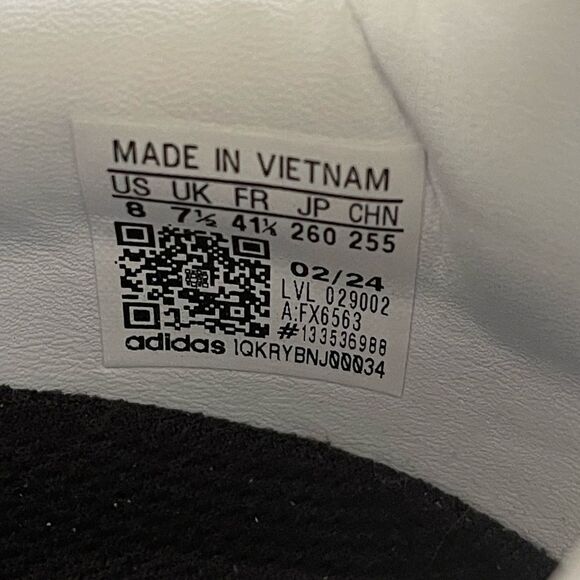 MADE IN VIETNAM
US UK FR JP CHN
8 7½ 41⅓ 260 255
02/24
LVL 029002
A:FX6563
#133536988
adidas 1QKRYBNJ00034